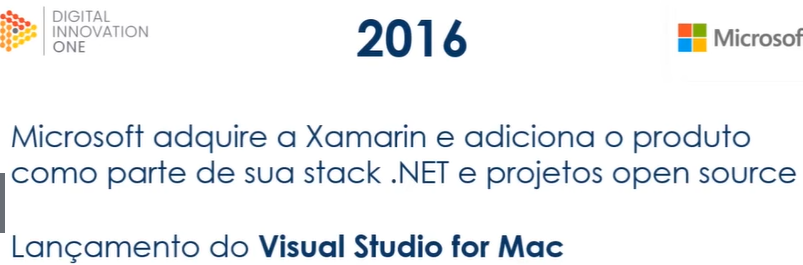 DIGITAL
INNOVATION
ONE
2016
Microsof
Microsoft adquire a Xamarin e adiciona o produto
como parte de sua stack .NET e projetos open source
Lançamento do Visual Studio for Mac